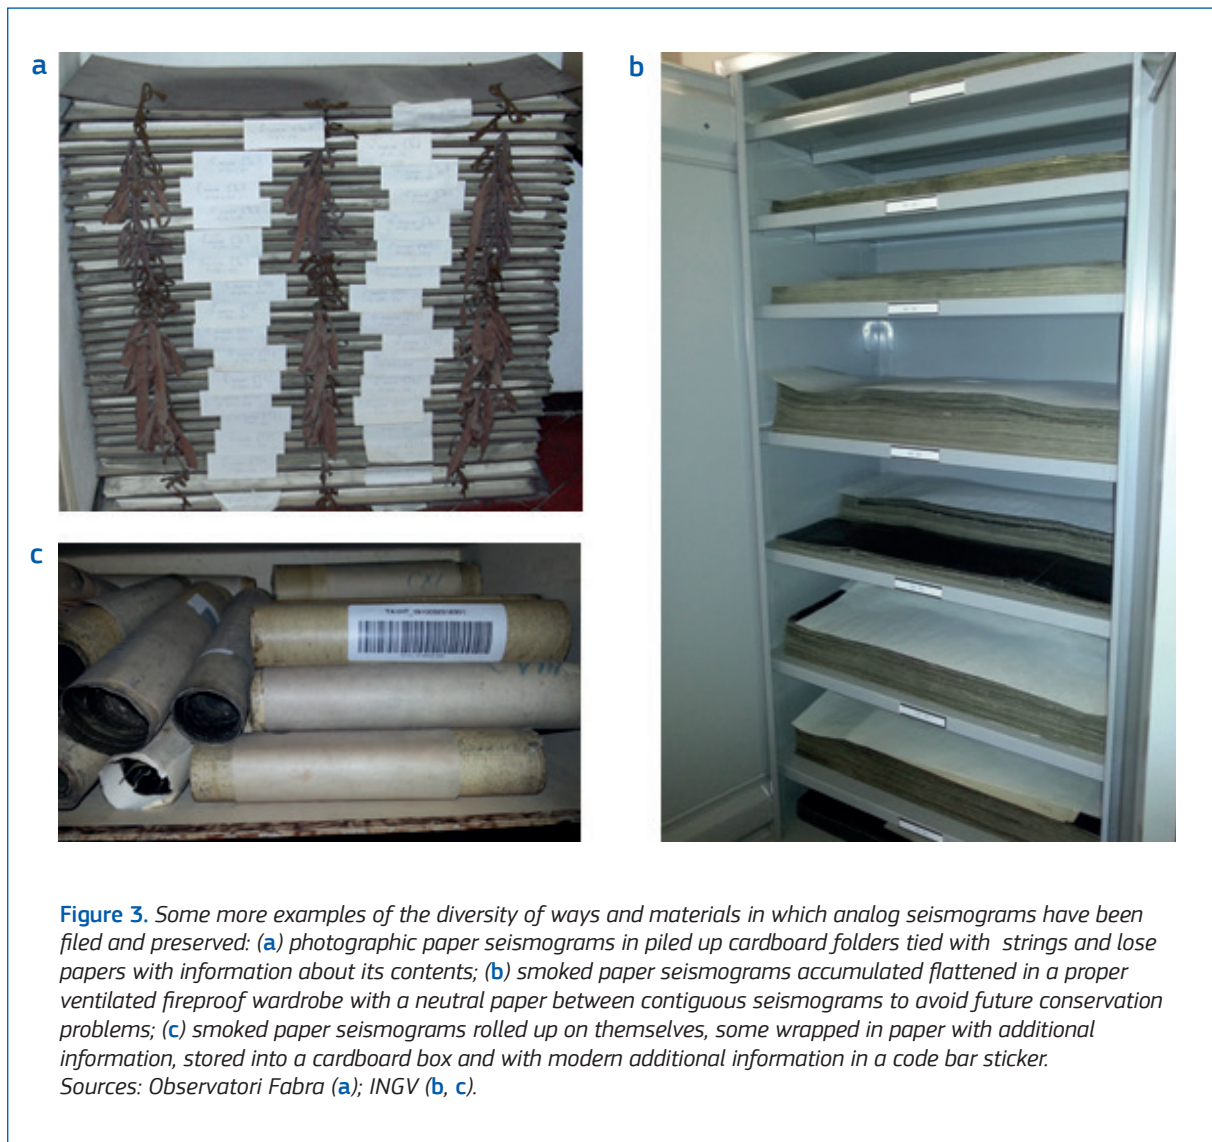 a
b
c
CXI
Figure 3. Some more examples of the diversity of ways and materials in which analog seismograms have been
filed and preserved: (a) photographic paper seismograms in piled up cardboard folders tied with strings and lose
papers with information about its contents; (b) smoked paper seismograms accumulated flattened in a proper
ventilated fireproof wardrobe with a neutral paper between contiguous seismograms to avoid future conservation
problems; (c) smoked paper seismograms rolled up on themselves, some wrapped in paper with additional
information, stored into a cardboard box and with modern additional information in a code bar sticker.
Sources: Observatori Fabra (a); INGV (b, c).